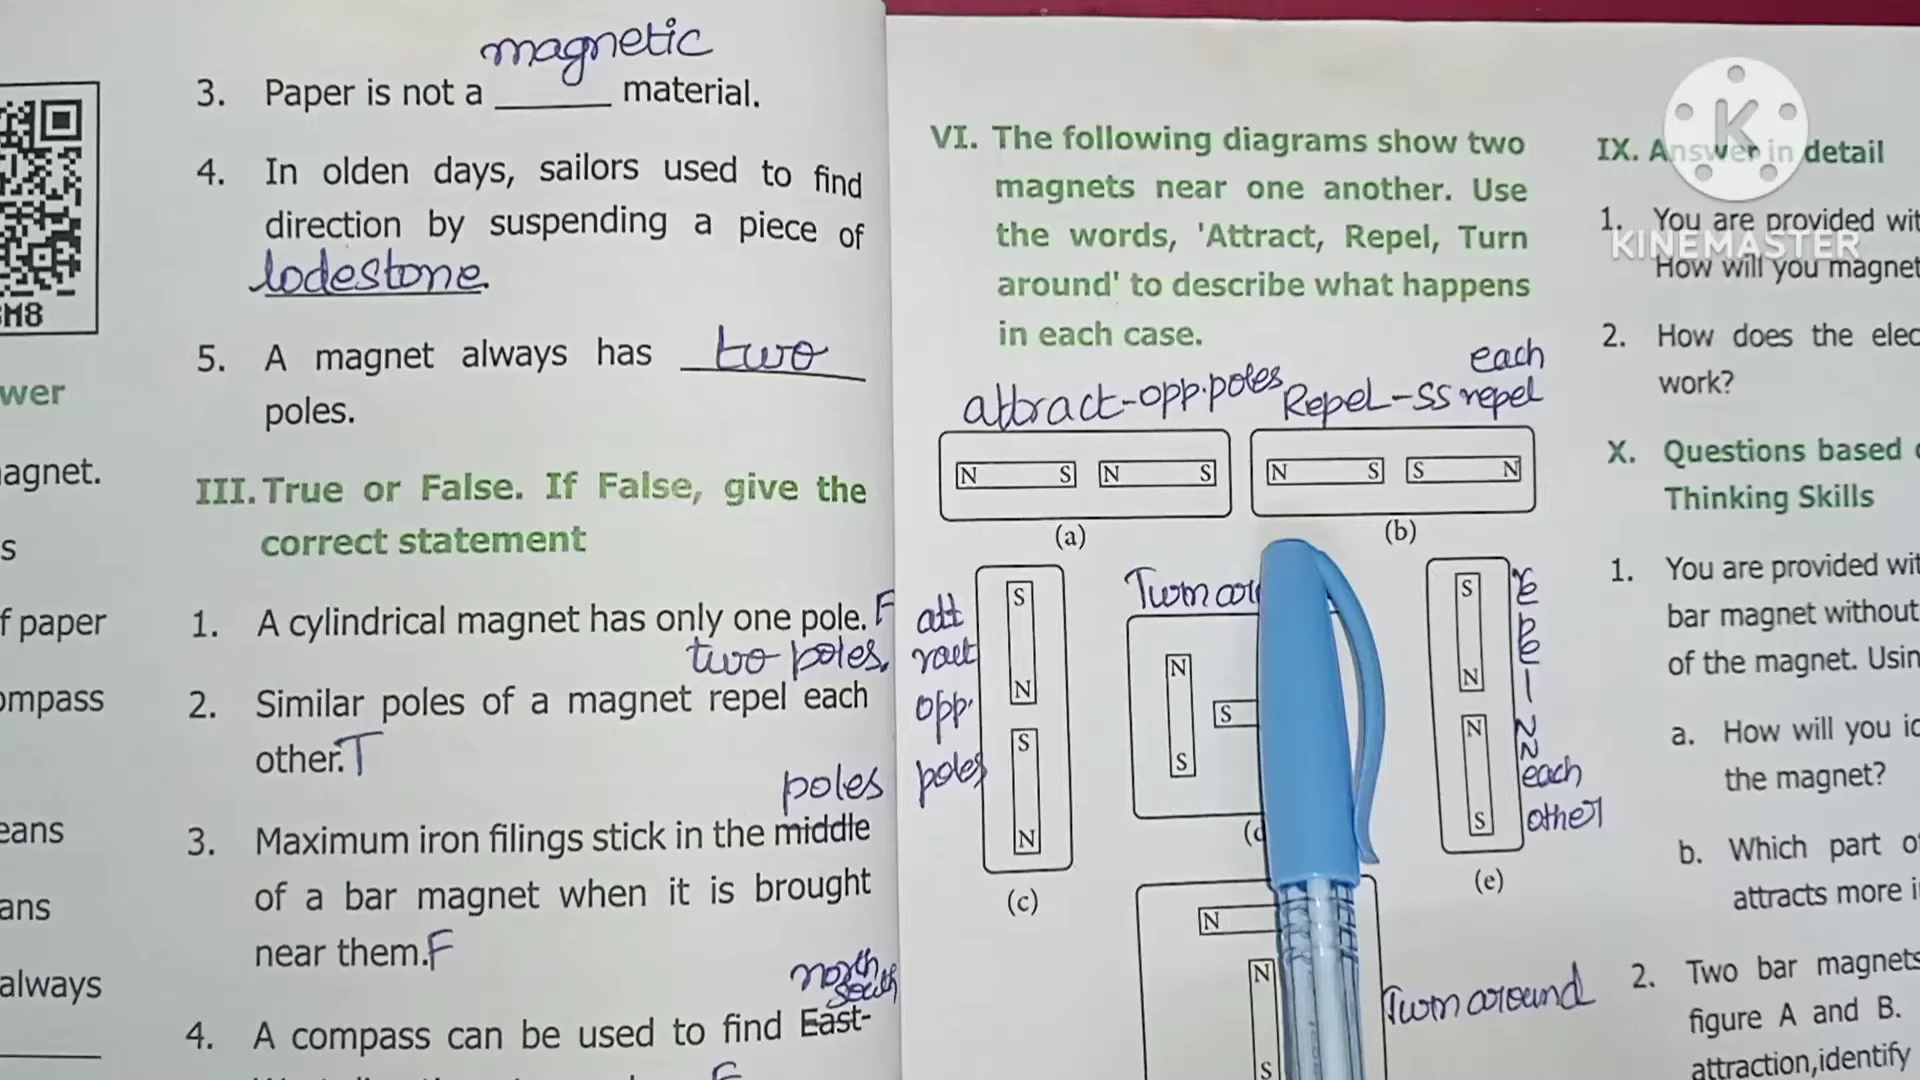 M8
wer
agnet.
s
f paper
ompass
eans
ans
always
magnetic
3. Paper is not a ______ material.
4. In olden days, sailors used to find
direction by suspending a piece of
lodestone.
5. A magnet always has two
poles.
III. True or False. If False, give the
correct statement
1. A cylindrical magnet has only one pole. F
two poles.
2. Similar poles of a magnet repel each
other. T
poles
3. Maximum iron filings stick in the middle
of a bar magnet when it is brought
near them. F
north
south
4. A compass can be used to find East-
F
VI. The following diagrams show two
magnets near one another. Use
the words, 'Attract, Repel, Turn
around' to describe what happens
in each case.
attract-opp.poles
each
Repel-SS repel
N S N S
N S S N
(a)
(b)
att
ract
opp.
poles
S
N
S
N
(c)
Turn
N
S
S
S
N
N
S
repel-NN
each
other
(e)
N
N
S
Turn around
IX. Answer in detail
1. You are provided wit
How will you magnet
2. How does the elec
work?
X. Questions based o
Thinking Skills
1. You are provided wit
bar magnet without
of the magnet. Usin
a. How will you ic
the magnet?
b. Which part o
attracts more i
2. Two bar magnets
figure A and B.
attraction,identify
K
KINEMASTER